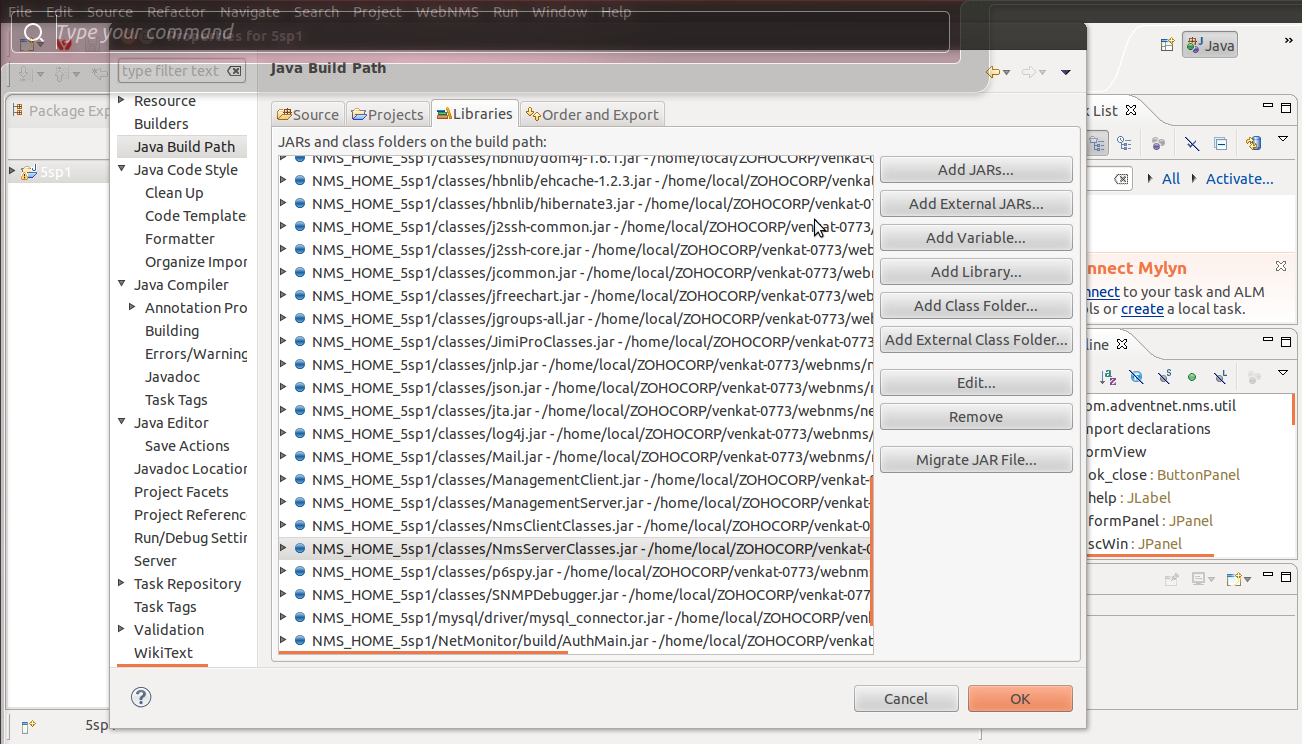 File Edit Source Refactor Navigate Search Project WebNMS Run Window Help
Type your command
Properties for 5sp1
type filter text
Java Build Path
Java
Package Exp
5sp1
Resource
Builders
Java Build Path
Java Code Style
Clean Up
Code Templates
Formatter
Organize Impor
Java Compiler
Annotation Pro
Building
Errors/Warning
Javadoc
Task Tags
Java Editor
Save Actions
Javadoc Location
Project Facets
Project Referenc
Run/Debug Settin
Server
Task Repository
Task Tags
Validation
WikiText
Source Projects Libraries Order and Export
JARs and class folders on the build path:
NMS_HOME_5sp1/classes/hbnlib/dom4j-1.6.1.jar - /home/local/ZOHOCORP/venkat-0
NMS_HOME_5sp1/classes/hbnlib/ehcache-1.2.3.jar - /home/local/ZOHOCORP/venkat
NMS_HOME_5sp1/classes/hbnlib/hibernate3.jar - /home/local/ZOHOCORP/venkat-07
NMS_HOME_5sp1/classes/j2ssh-common.jar - /home/local/ZOHOCORP/venkat-0773/
NMS_HOME_5sp1/classes/j2ssh-core.jar - /home/local/ZOHOCORP/venkat-0773/web
NMS_HOME_5sp1/classes/jcommon.jar - /home/local/ZOHOCORP/venkat-0773/webn
NMS_HOME_5sp1/classes/jfreechart.jar - /home/local/ZOHOCORP/venkat-0773/web
NMS_HOME_5sp1/classes/jgroups-all.jar - /home/local/ZOHOCORP/venkat-0773/wel
NMS_HOME_5sp1/classes/JimiProClasses.jar - /home/local/ZOHOCORP/venkat-0773
NMS_HOME_5sp1/classes/jnlp.jar - /home/local/ZOHOCORP/venkat-0773/webnms/n
NMS_HOME_5sp1/classes/json.jar - /home/local/ZOHOCORP/venkat-0773/webnms/r
NMS_HOME_5sp1/classes/jta.jar - /home/local/ZOHOCORP/venkat-0773/webnms/ne
NMS_HOME_5sp1/classes/log4j.jar - /home/local/ZOHOCORP/venkat-0773/webnms/
NMS_HOME_5sp1/classes/Mail.jar - /home/local/ZOHOCORP/venkat-0773/webnms/r
NMS_HOME_5sp1/classes/ManagementClient.jar - /home/local/ZOHOCORP/venkat-0
NMS_HOME_5sp1/classes/ManagementServer.jar - /home/local/ZOHOCORP/venkat-
NMS_HOME_5sp1/classes/NmsClientClasses.jar - /home/local/ZOHOCORP/venkat-0
NMS_HOME_5sp1/classes/NmsServerClasses.jar - /home/local/ZOHOCORP/venkat-0
NMS_HOME_5sp1/classes/p6spy.jar - /home/local/ZOHOCORP/venkat-0773/webnm
NMS_HOME_5sp1/classes/SNMPDebugger.jar - /home/local/ZOHOCORP/venkat-077
NMS_HOME_5sp1/mysql/driver/mysql_connector.jar - /home/local/ZOHOCORP/venl
NMS_HOME_5sp1/NetMonitor/build/AuthMain.jar - /home/local/ZOHOCORP/venkat
Add JARs...
Add External JARs...
Add Variable...
Add Library...
Add Class Folder...
Add External Class Folder...
Edit...
Remove
Migrate JAR File...
Cancel OK
k List
All Activate...
nnect Mylyn
nnect to your task and ALM
ls or create a local task.
line
om.adventnet.nms.util
nport declarations
ormView
ok_close : ButtonPanel
help : JLabel
formPanel : JPanel
scWin : JPanel
5sp1